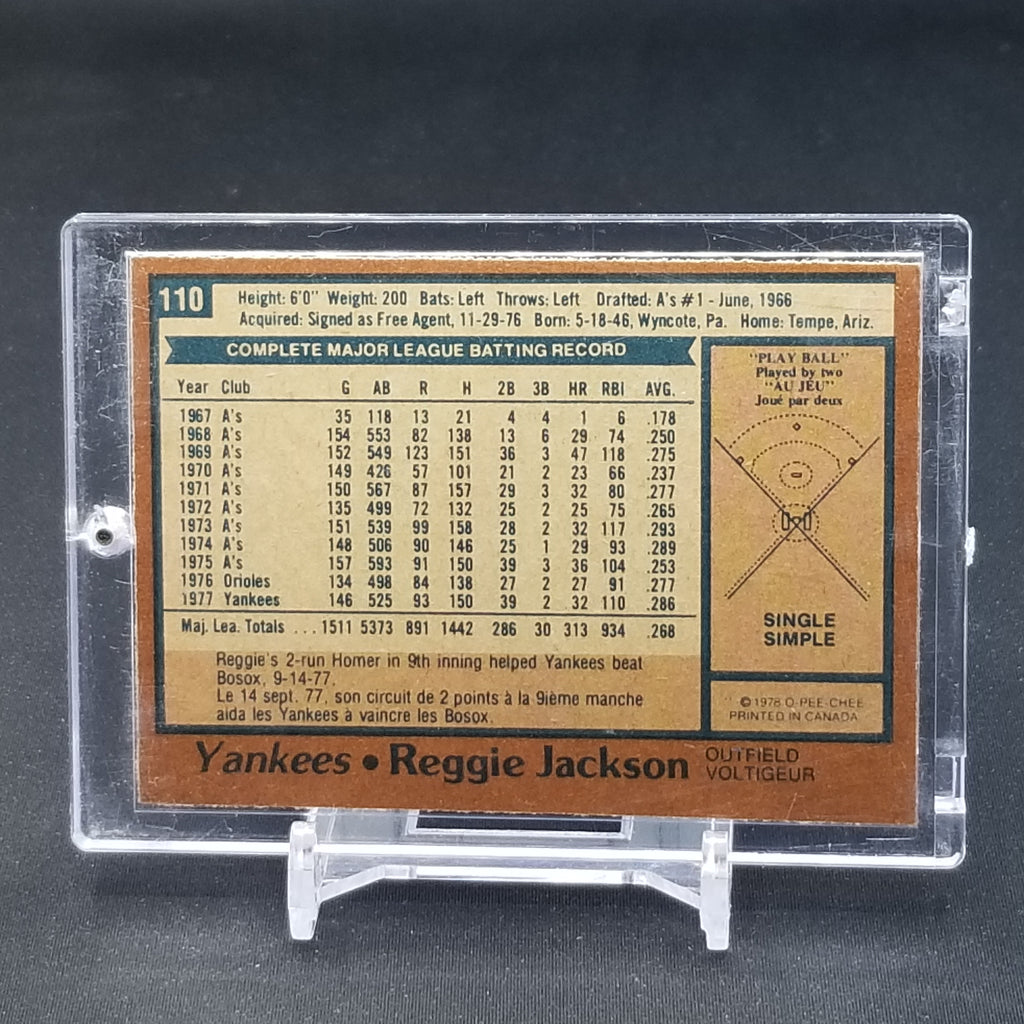 110
Height: 6'0" Weight: 200 Bats: Left Throws: Left Drafted: A's #1 - June, 1966
Acquired: Signed as Free Agent, 11-29-76 Born: 5-18-46, Wyncote, Pa. Home: Tempe, Ariz.
COMPLETE MAJOR LEAGUE BATTING RECORD
Year Club G AB R H 2B 3B HR RBI AVG.
1967 A's 35 118 13 21 4 4 1 6 .178
1968 A's 154 553 82 138 13 6 29 74 .250
1969 A's 152 549 123 151 36 3 47 118 .275
1970 A's 149 426 57 101 21 2 23 66 .237
1971 A's 150 567 87 157 29 3 32 80 .277
1972 A's 135 499 72 132 25 2 25 75 .265
1973 A's 151 539 99 158 28 2 32 117 .293
1974 A's 148 506 90 146 25 1 29 93 .289
1975 A's 157 593 91 150 39 3 36 104 .253
1976 Orioles 134 498 84 138 27 2 27 91 .277
1977 Yankees 146 525 93 150 39 2 32 110 .286
Maj. Lea. Totals ... 1511 5373 891 1442 286 30 313 934 .268
Reggie's 2-run Homer in 9th inning helped Yankees beat
Bosox, 9-14-77.
Le 14 sept. 77, son circuit de 2 points à la 9ième manche
aida les Yankees à vaincre les Bosox.
"PLAY BALL"
Played by two
"AU JEU"
Joué par deux
SINGLE
SIMPLE
© 1978 O-PEE-CHEE
PRINTED IN CANADA
Yankees • Reggie Jackson
OUTFIELD
VOLTIGEUR